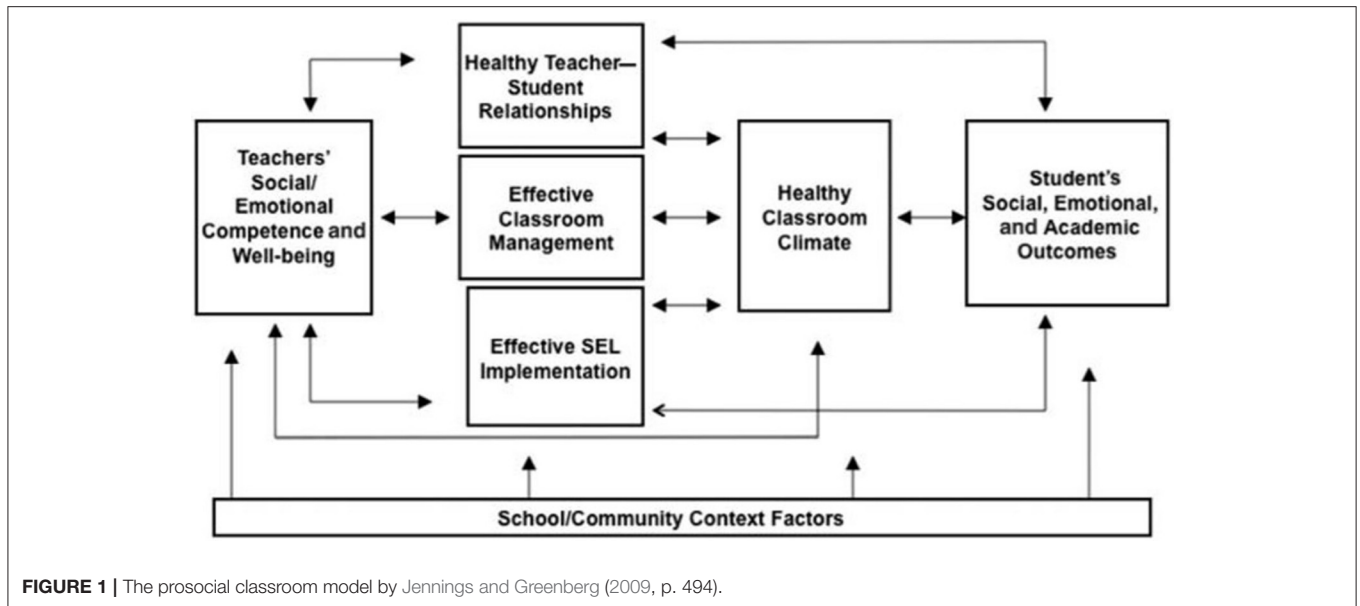 Healthy Teacher—
Student
Relationships
Teachers'
Social/
Emotional
Competence and
Well-being
Effective
Classroom
Management
Healthy
Classroom
Climate
Student's
Social, Emotional,
and Academic
Outcomes
Effective SEL
Implementation
School/Community Context Factors
FIGURE 1 | The prosocial classroom model by Jennings and Greenberg (2009, p. 494).